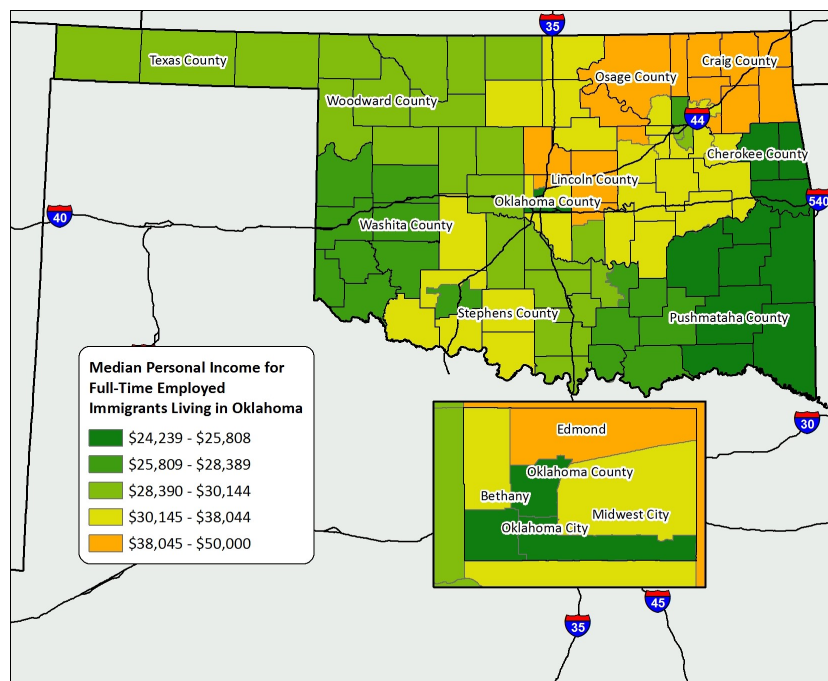 35
Texas County
Craig County
Osage County
Woodward County
44
Cherokee County
Lincoln County
Oklahoma County
540
40
Washita County
Stephens County
Pushmataha County
Median Personal Income for
Full-Time Employed
Immigrants Living in Oklahoma
$24,239 - $25,808
$25,809 - $28,389
$28,390 - $30,144
$30,145 - $38,044
$38,045 - $50,000
Edmond
Oklahoma County
Bethany
Midwest City
Oklahoma City
30
45
35